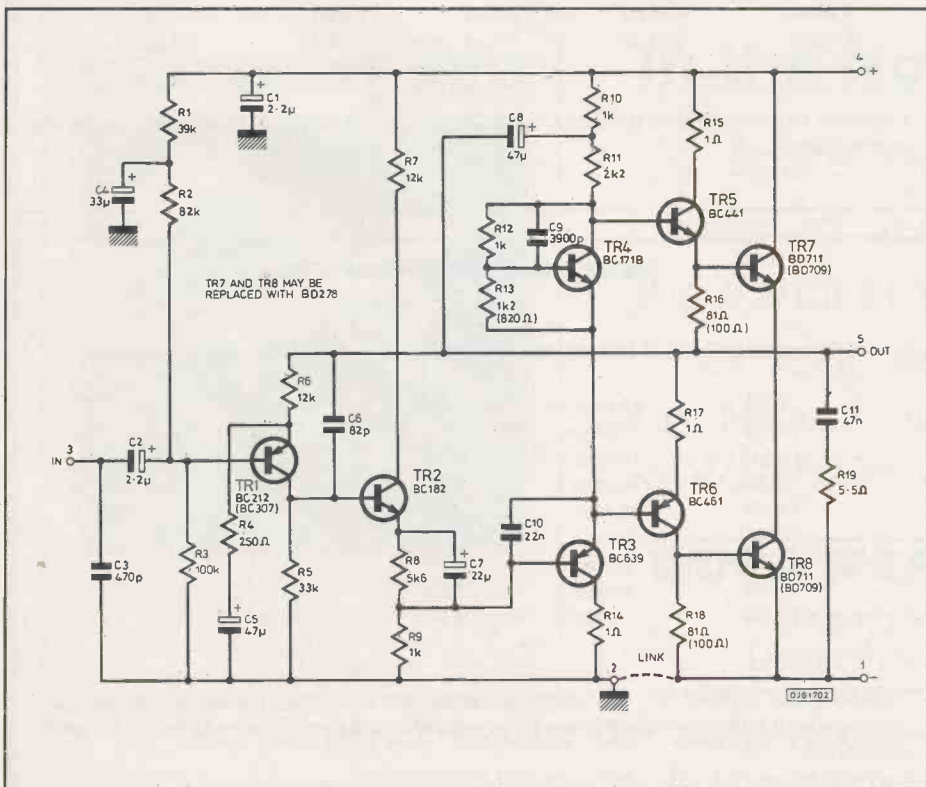 4
+
R1
39k
C1
2·2µ
R10
1k
R15
1Ω
C8
47µ
R7
12k
R11
2k2
C4
33µ
R2
82k
TR5
BC441
R12
1k
C9
3900p
TR4
BC171B
TR7
BD711
(BD709)
R13
1k2
(820Ω)
R16
81Ω
(100Ω)
TR7 AND TR8 MAY BE
REPLACED WITH BD278
5
OUT
R6
12k
C6
82p
R17
1Ω
C11
47n
3
IN
C2
2·2µ
TR1
BC212
(BC307)
TR2
BC182
TR6
BC461
R19
5·5Ω
C10
22n
R4
250Ω
R3
100k
R8
5k6
C7
22µ
TR3
BC639
TR8
BD711
(BD709)
C3
470p
R5
33k
C5
47µ
R9
1k
R14
1Ω
R18
81Ω
(100Ω)
LINK
2
1
−
OJG1702